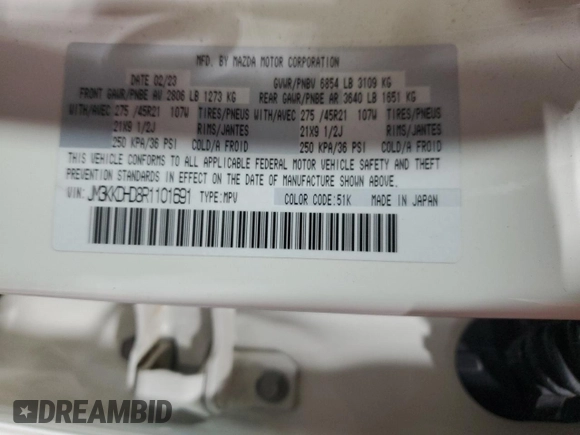 MFD. BY MAZDA MOTOR CORPORATION
DATE 02/23 GVWR/PNBV 6854 LB 3109 KG
FRONT GAWR/PNBE AV 2806 LB 1273 KG REAR GAWR/PNBE AR 3640 LB 1651 KG
WITH/AVEC 275 /45R21 107W TIRES/PNEUS WITH/AVEC 275 /45R21 107W TIRES/PNEUS
21X9 1/2J RIMS/JANTES 21X9 1/2J RIMS/JANTES
250 KPA/36 PSI COLD/A FROID 250 KPA/36 PSI COLD/A FROID
THIS VEHICLE CONFORMS TO ALL APPLICABLE FEDERAL MOTOR VEHICLE SAFETY AND THEFT
PREVENTION STANDARDS IN EFFECT ON THE DATE OF MANUFACTURE SHOWN ABOVE.
VIN: JM3KKDHD8R1101691 TYPE:MPV COLOR CODE:51K MADE IN JAPAN
DREAMBID